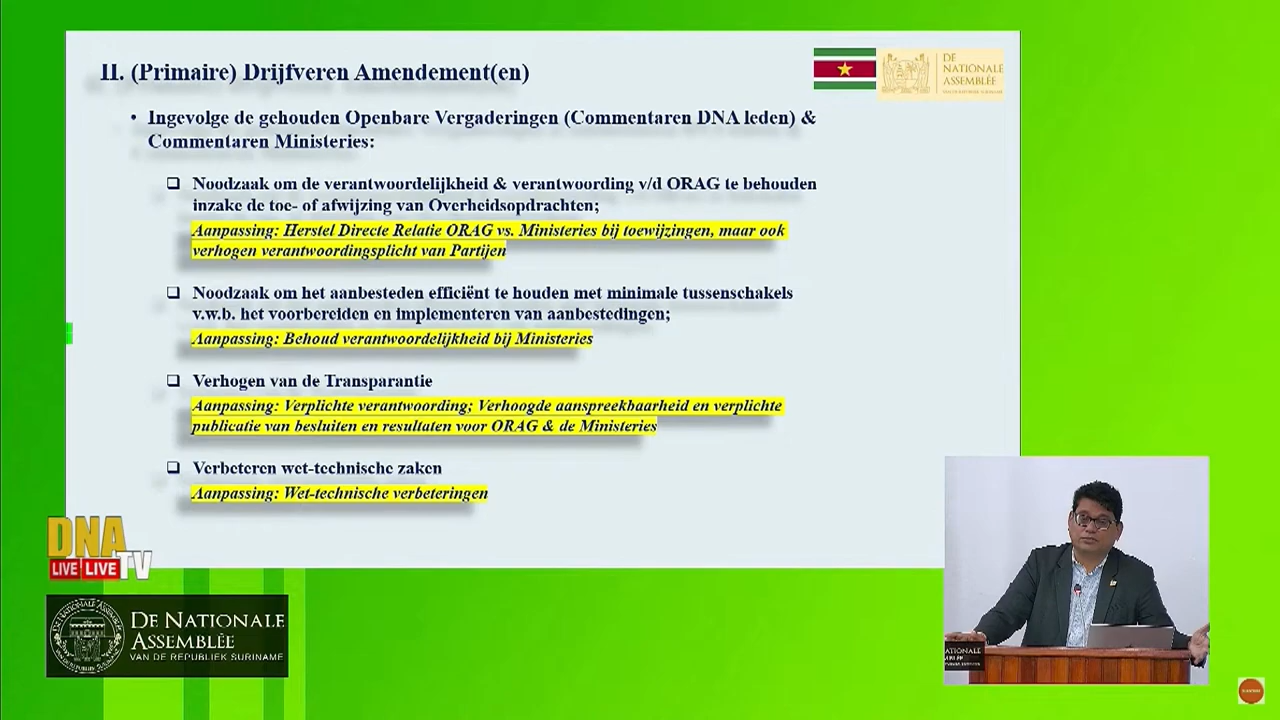 II. (Primaire) Drijfveren Amendement(en)
DE
NATIONALE
ASSEMBLÉE
VAN DE REPUBLIEK SURINAME
• Ingevolge de gehouden Openbare Vergaderingen (Commentaren DNA leden) &
Commentaren Ministeries:
❑ Noodzaak om de verantwoordelijkheid & verantwoording v/d ORAG te behouden
inzake de toe- of afwijzing van Overheidsopdrachten;
Aanpassing: Herstel Directe Relatie ORAG vs. Ministeries bij toewijzingen, maar ook
verhogen verantwoordingsplicht van Partijen
❑ Noodzaak om het aanbesteden efficiënt te houden met minimale tussenschakels
v.w.b. het voorbereiden en implementeren van aanbestedingen;
Aanpassing: Behoud verantwoordelijkheid bij Ministeries
❑ Verhogen van de Transparantie
Aanpassing: Verplichte verantwoording; Verhoogde aanspreekbaarheid en verplichte
publicatie van besluiten en resultaten voor ORAG & de Ministeries
❑ Verbeteren wet-technische zaken
Aanpassing: Wet-technische verbeteringen
DNA
LIVE LIVE TV
DE NATIONALE
ASSEMBLÉE
VAN DE REPUBLIEK SURINAME